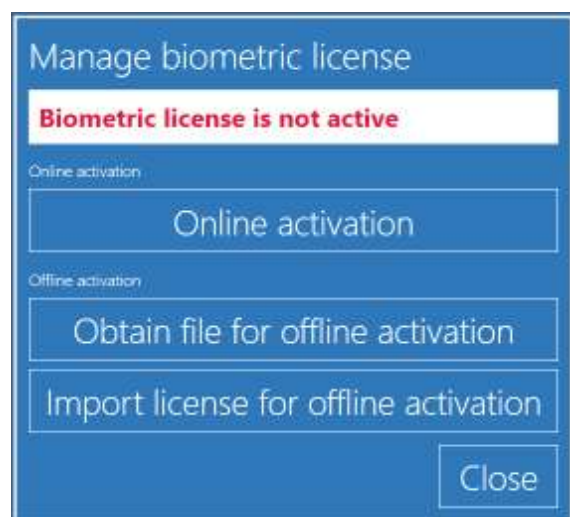 Manage biometric license
Biometric license is not active
Online activation
Online activation
Offline activation
Obtain file for offline activation
Import license for offline activation
Close